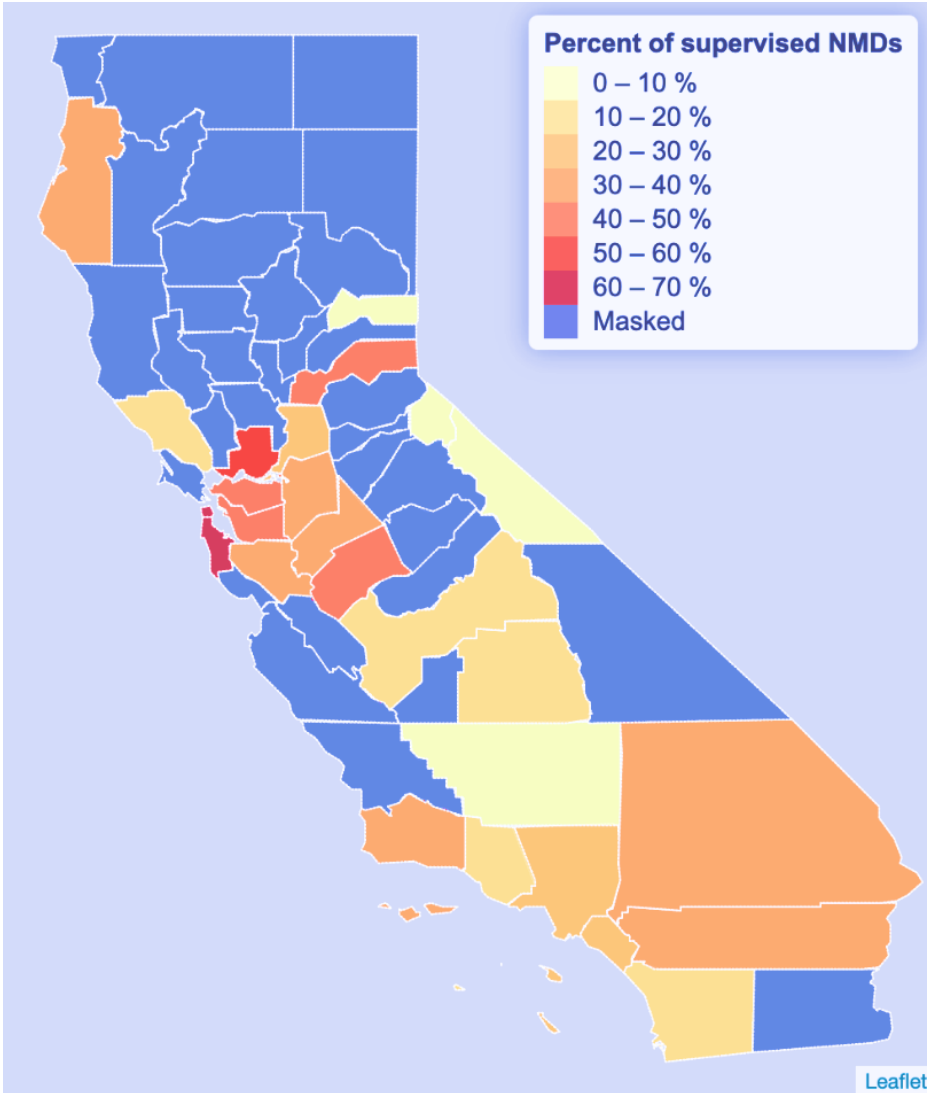 Percent of supervised NMDs
0 – 10 %
10 – 20 %
20 – 30 %
30 – 40 %
40 – 50 %
50 – 60 %
60 – 70 %
Masked
Leaflet